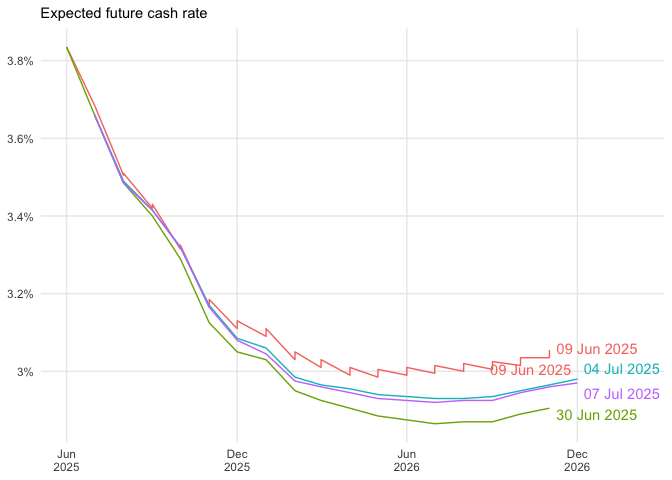 Expected future cash rate
3.8%
3.6%
3.4%
3.2%
3%
09 Jun 2025
09 Jun 2025
04 Jul 2025
07 Jul 2025
30 Jun 2025
Jun
2025
Dec
2025
Jun
2026
Dec
2026